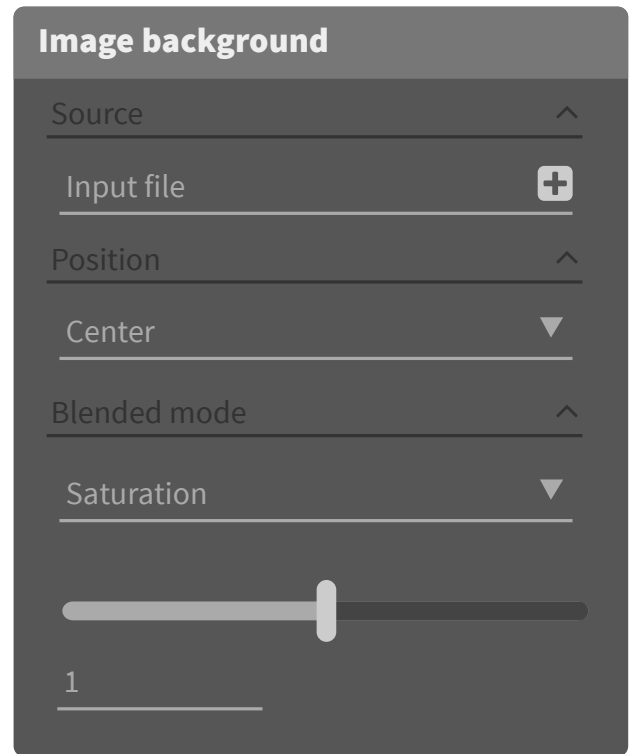 Image background
Source
Input file
Position
Center
Blended mode
Saturation
1